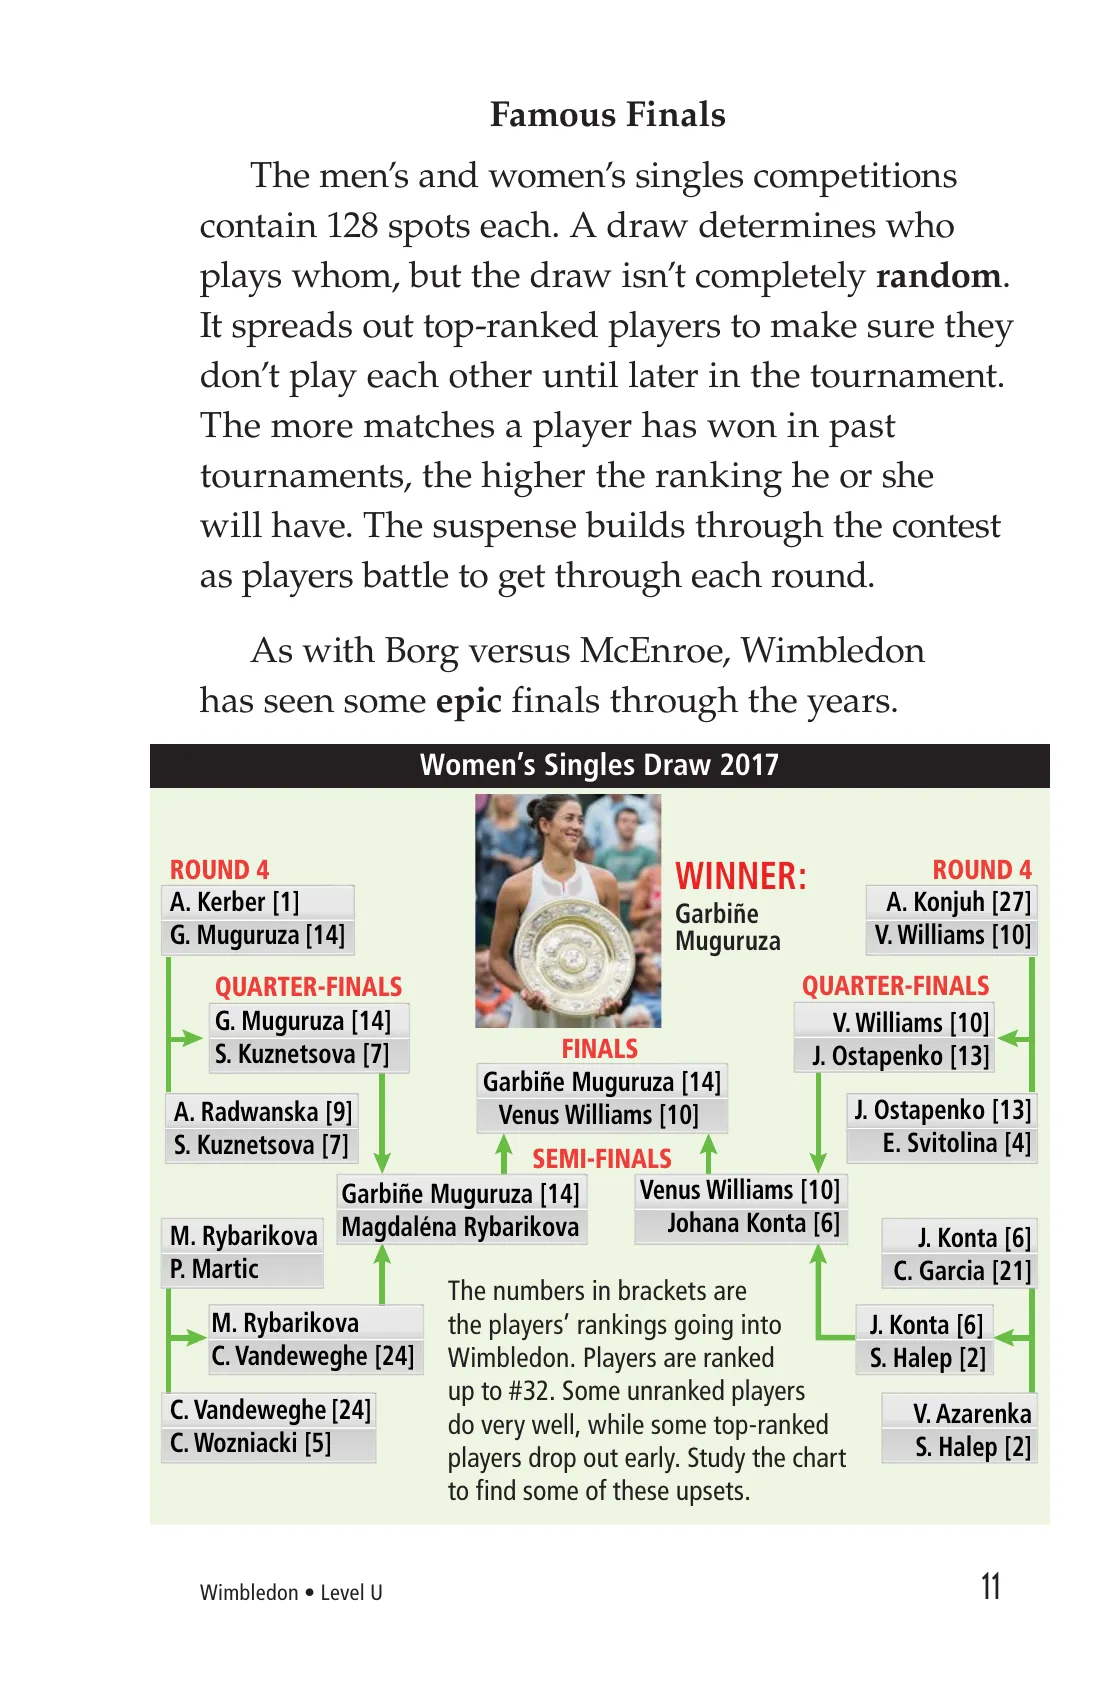 Famous Finals
The men’s and women’s singles competitions
contain 128 spots each. A draw determines who
plays whom, but the draw isn’t completely random.
It spreads out top-ranked players to make sure they
don’t play each other until later in the tournament.
The more matches a player has won in past
tournaments, the higher the ranking he or she
will have. The suspense builds through the contest
as players battle to get through each round.
As with Borg versus McEnroe, Wimbledon
has seen some epic finals through the years.
Women’s Singles Draw 2017
ROUND 4
A. Kerber [1]
G. Muguruza [14]
QUARTER-FINALS
G. Muguruza [14]
S. Kuznetsova [7]
A. Radwanska [9]
S. Kuznetsova [7]
M. Rybarikova
P. Martic
M. Rybarikova
C. Vandeweghe [24]
C. Vandeweghe [24]
C. Wozniacki [5]
WINNER:
Garbiñe
Muguruza
FINALS
Garbiñe Muguruza [14]
Venus Williams [10]
SEMI-FINALS
Garbiñe Muguruza [14]
Magdaléna Rybarikova
Venus Williams [10]
Johana Konta [6]
ROUND 4
A. Konjuh [27]
V. Williams [10]
QUARTER-FINALS
V. Williams [10]
J. Ostapenko [13]
J. Ostapenko [13]
E. Svitolina [4]
J. Konta [6]
C. Garcia [21]
J. Konta [6]
S. Halep [2]
V. Azarenka
S. Halep [2]
The numbers in brackets are
the players’ rankings going into
Wimbledon. Players are ranked
up to #32. Some unranked players
do very well, while some top-ranked
players drop out early. Study the chart
to find some of these upsets.
Wimbledon • Level U
11